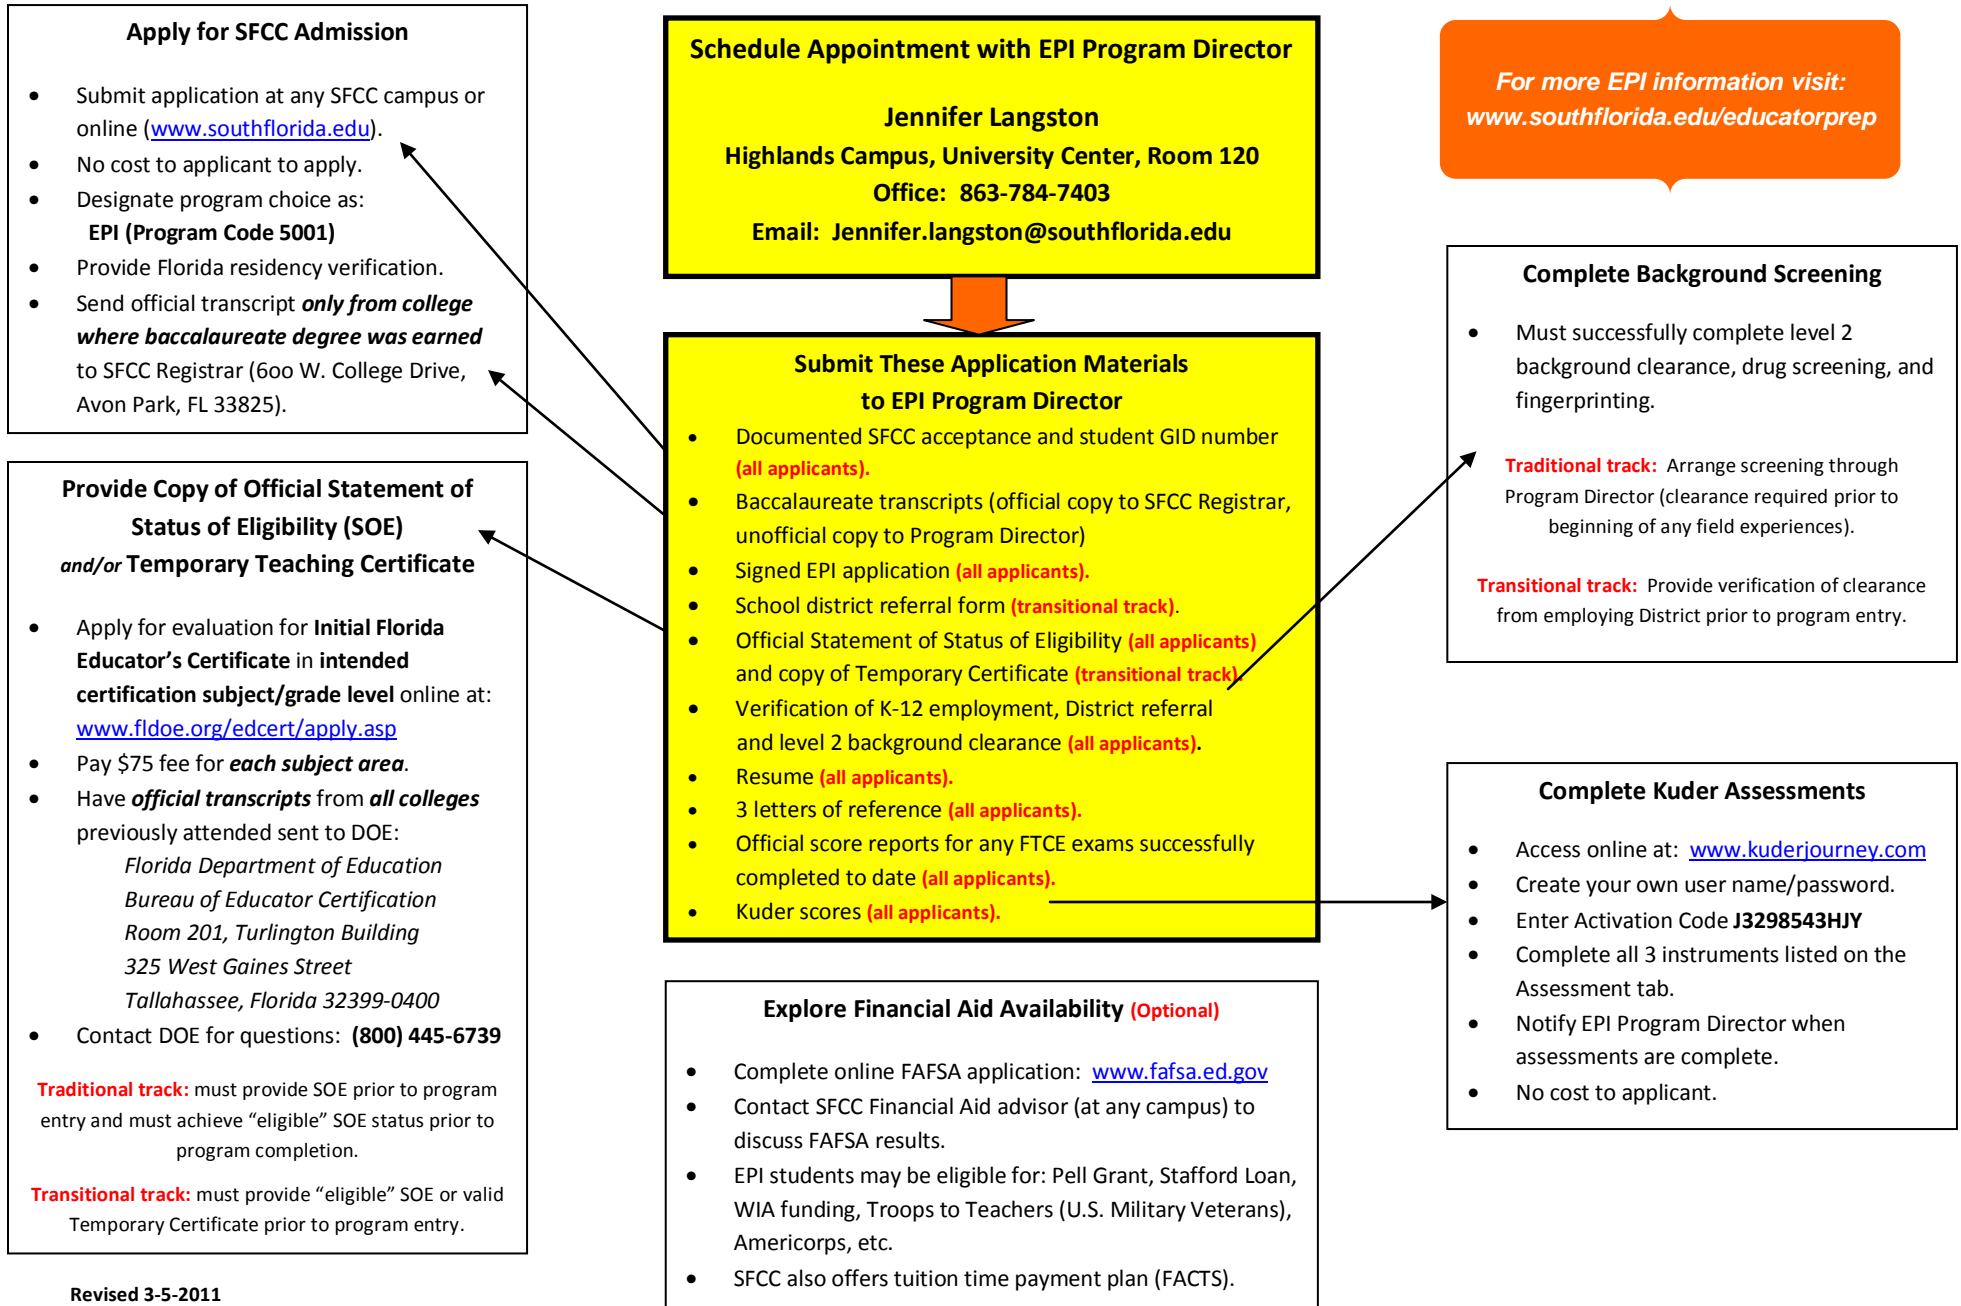 Apply for SFCC Admission
• Submit application at any SFCC campus or
online (www.southflorida.edu).
• No cost to applicant to apply.
• Designate program choice as:
EPI (Program Code 5001)
• Provide Florida residency verification.
• Send official transcript only from college
where baccalaureate degree was earned
to SFCC Registrar (6oo W. College Drive,
Avon Park, FL 33825).
Provide Copy of Official Statement of
Status of Eligibility (SOE)
and/or Temporary Teaching Certificate
• Apply for evaluation for Initial Florida
Educator’s Certificate in intended
certification subject/grade level online at:
www.fldoe.org/edcert/apply.asp
• Pay $75 fee for each subject area.
• Have official transcripts from all colleges
previously attended sent to DOE:
Florida Department of Education
Bureau of Educator Certification
Room 201, Turlington Building
325 West Gaines Street
Tallahassee, Florida 32399-0400
• Contact DOE for questions: (800) 445-6739
Traditional track: must provide SOE prior to program
entry and must achieve “eligible” SOE status prior to
program completion.
Transitional track: must provide “eligible” SOE or valid
Temporary Certificate prior to program entry.
Revised 3-5-2011
Schedule Appointment with EPI Program Director
Jennifer Langston
Highlands Campus, University Center, Room 120
Office: 863-784-7403
Email: Jennifer.langston@southflorida.edu
Submit These Application Materials
to EPI Program Director
• Documented SFCC acceptance and student GID number
(all applicants).
• Baccalaureate transcripts (official copy to SFCC Registrar,
unofficial copy to Program Director)
• Signed EPI application (all applicants).
• School district referral form (transitional track).
• Official Statement of Status of Eligibility (all applicants)
and copy of Temporary Certificate (transitional track).
• Verification of K-12 employment, District referral
and level 2 background clearance (all applicants).
• Resume (all applicants).
• 3 letters of reference (all applicants).
• Official score reports for any FTCE exams successfully
completed to date (all applicants).
• Kuder scores (all applicants).
Explore Financial Aid Availability (Optional)
• Complete online FAFSA application: www.fafsa.ed.gov
• Contact SFCC Financial Aid advisor (at any campus) to
discuss FAFSA results.
• EPI students may be eligible for: Pell Grant, Stafford Loan,
WIA funding, Troops to Teachers (U.S. Military Veterans),
Americorps, etc.
• SFCC also offers tuition time payment plan (FACTS).
For more EPI information visit:
www.southflorida.edu/educatorprep
Complete Background Screening
• Must successfully complete level 2
background clearance, drug screening, and
fingerprinting.
Traditional track: Arrange screening through
Program Director (clearance required prior to
beginning of any field experiences).
Transitional track: Provide verification of clearance
from employing District prior to program entry.
Complete Kuder Assessments
• Access online at: www.kuderjourney.com
• Create your own user name/password.
• Enter Activation Code J3298543HJY
• Complete all 3 instruments listed on the
Assessment tab.
• Notify EPI Program Director when
assessments are complete.
• No cost to applicant.